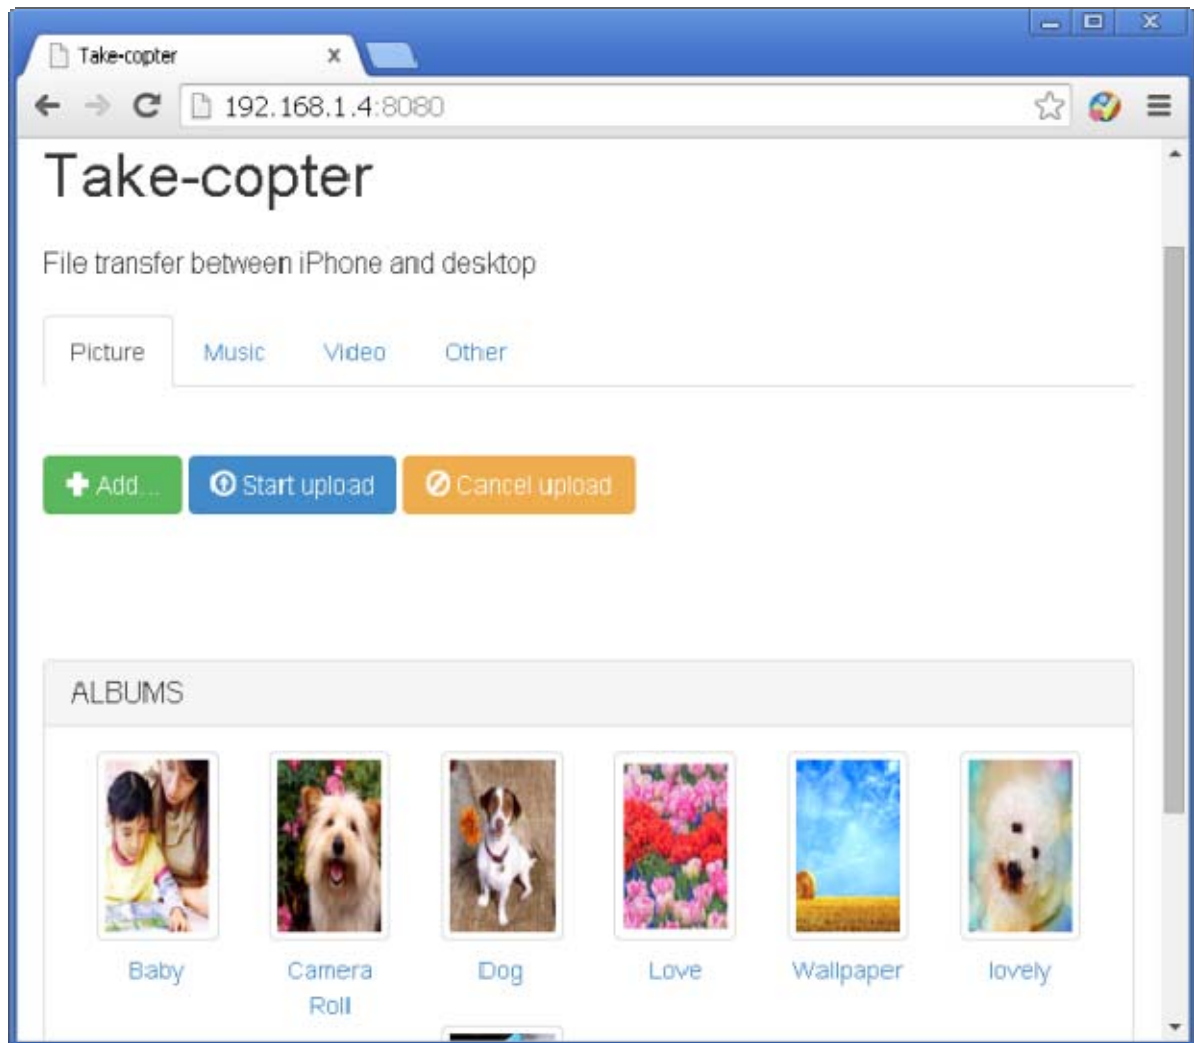 Take-copter
192.168.1.4:8080
Take-copter
File transfer between iPhone and desktop
Picture Music Video Other
Add... Start upload Cancel upload
ALBUMS
Baby Camera Dog Love Wallpaper lovely
Roll